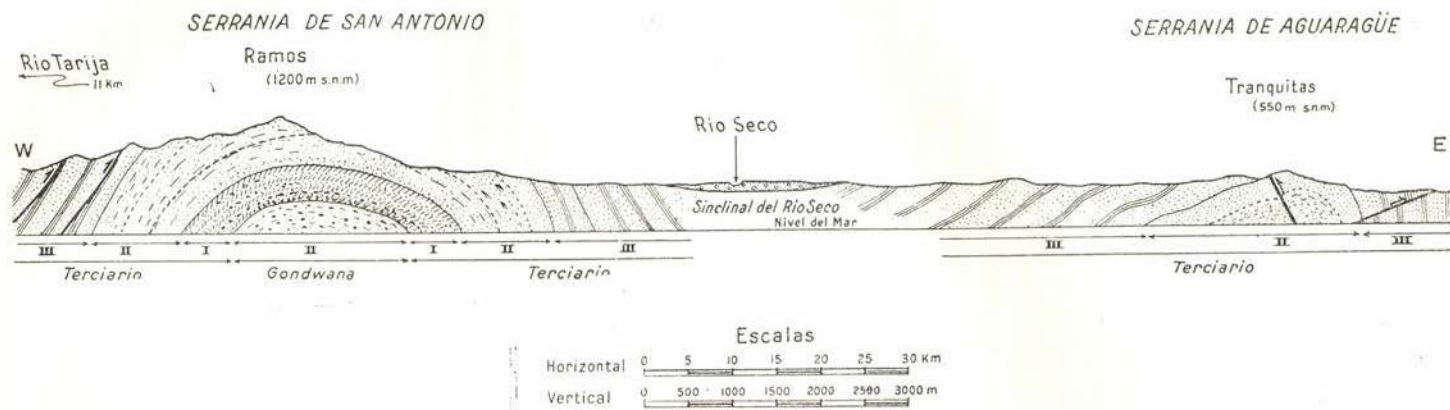 SERRANIA DE SAN ANTONIO
SERRANIA DE AGUARAGÜE
Rio Tarija
11 Km
Ramos
(1200 m s.n.m)
Tranquitas
(550 m s.n.m)
Rio Seco
W
E
Sinclinal del Rio Seco
Nivel del Mar
III II I II I II III III II III
Terciario Gondwana Terciario Terciario
Escalas
Horizontal 0 5 10 15 20 25 30 Km
Vertical 0 500 1000 1500 2000 2500 3000 m